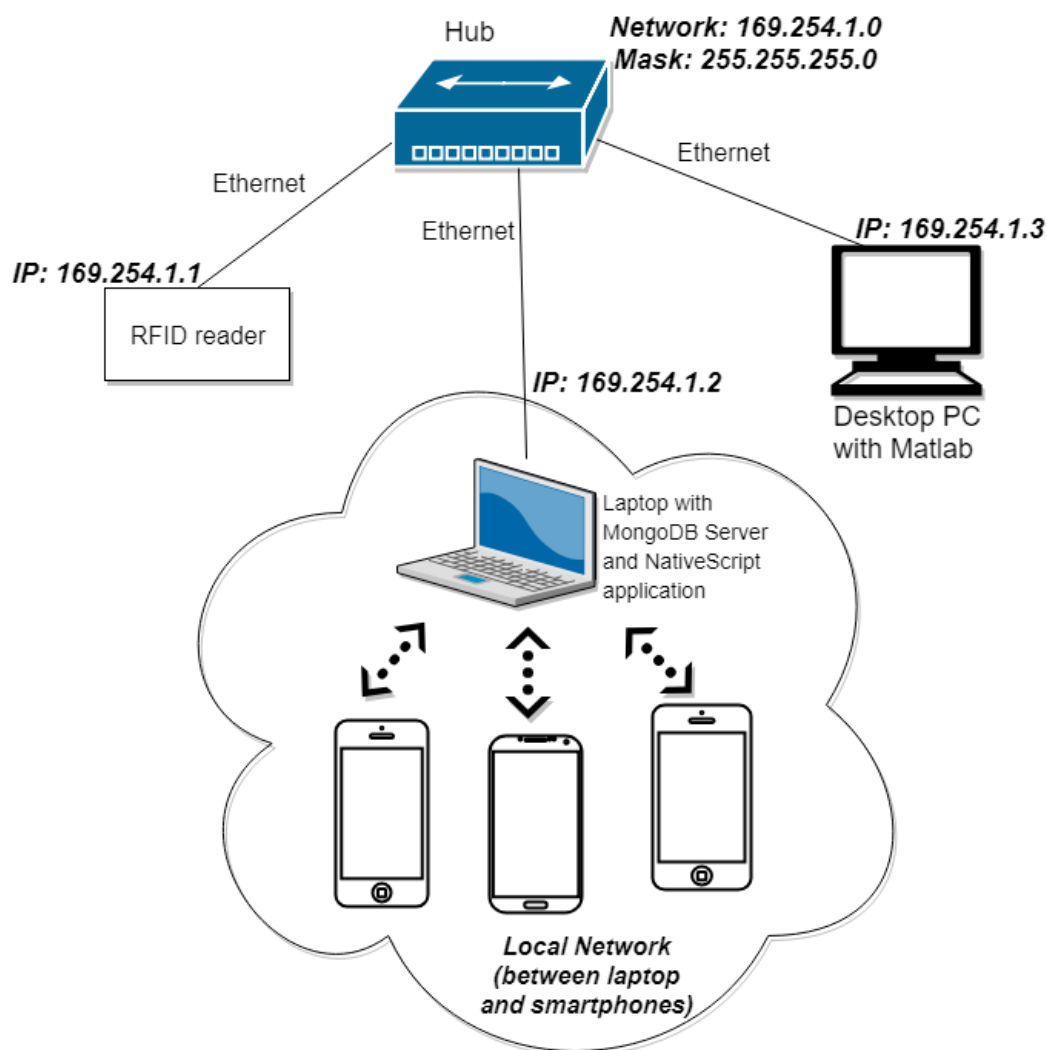 Hub
Network: 169.254.1.0
Mask: 255.255.255.0
Ethernet
Ethernet
Ethernet
IP: 169.254.1.3
IP: 169.254.1.1
RFID reader
IP: 169.254.1.2
Desktop PC
with Matlab
Laptop with
MongoDB Server
and NativeScript
application
Local Network
(between laptop
and smartphones)